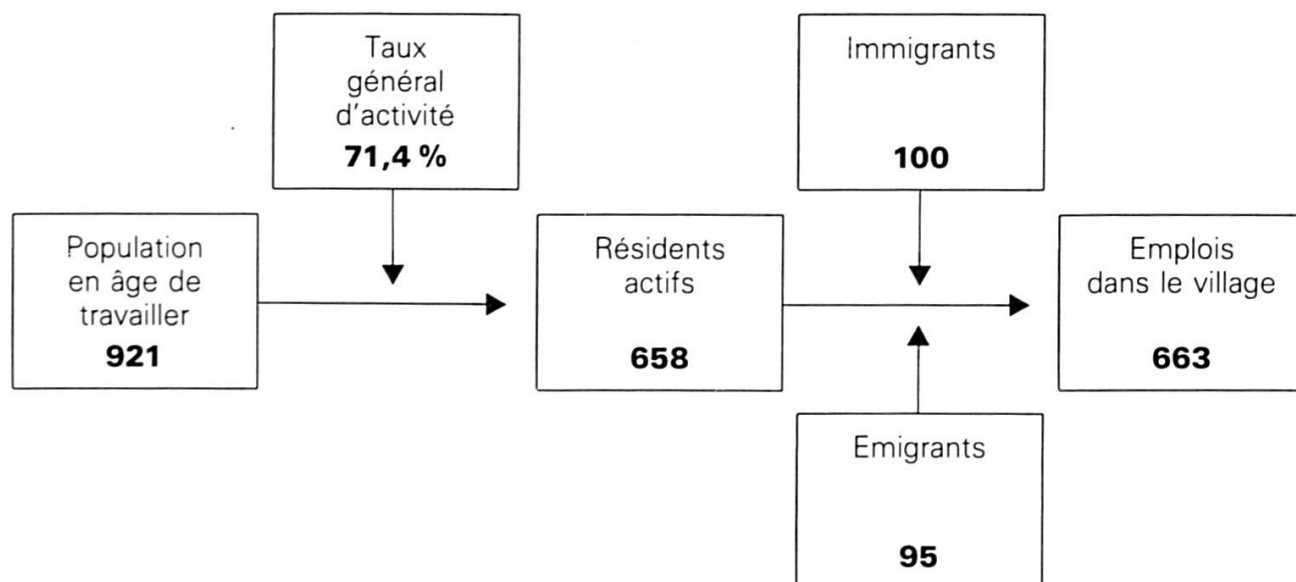 Taux
général
d'activité
71,4 %
Immigrants
100
Population
en âge de
travailler
921
Résidents
actifs
658
Emplois
dans le village
663
Emigrants
95